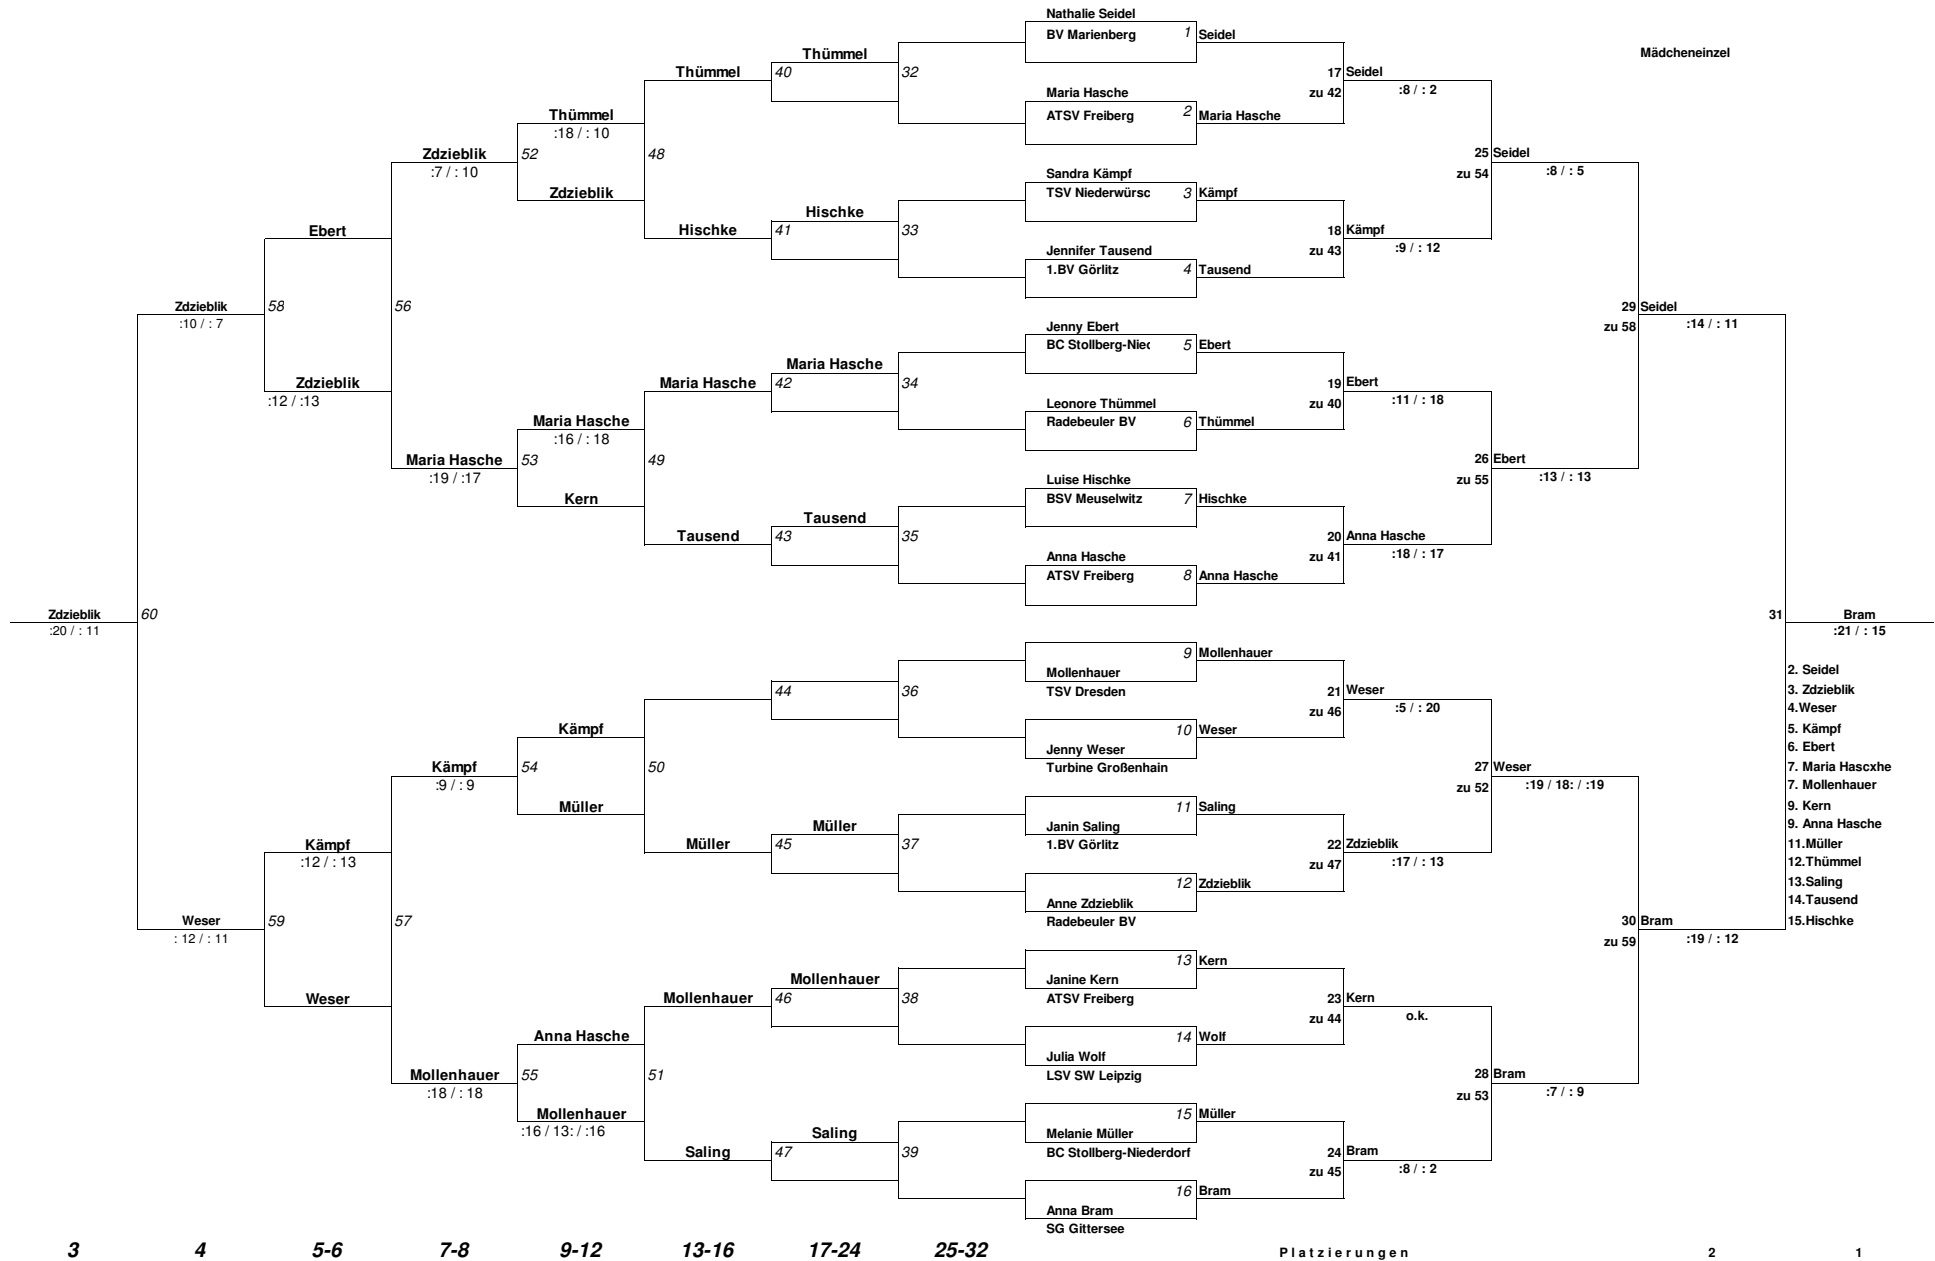 Nathalie Seidel
BV Marienberg 1 Seidel
Mädcheneinzel
Thümmel
Thümmel 40 32 17 Seidel
zu 42 :8 / : 2
Maria Hasche
Thümmel ATSV Freiberg 2 Maria Hasche
:18 / : 10
Zdzieblik 52 48 25 Seidel
:7 / : 10 zu 54 :8 / : 5
Sandra Kämpf
Zdzieblik TSV Niederwürsc 3 Kämpf
Hischke
Ebert Hischke 41 33 18 Kämpf
Jennifer Tausend zu 43 :9 / : 12
1.BV Görlitz 4 Tausend
Zdzieblik 58 56 29 Seidel
:10 / : 7 zu 58 :14 / : 11
Jenny Ebert
BC Stollberg-Nied 5 Ebert
Maria Hasche
Zdzieblik Maria Hasche 42 34 19 Ebert
:12 / :13 zu 40 :11 / : 18
Leonore Thümmel
Maria Hasche Radebeuler BV 6 Thümmel
:16 / : 18
Maria Hasche 53 49 26 Ebert
:19 / :17 zu 55 :13 / : 13
Luise Hischke
Kern BSV Meuselwitz 7 Hischke
Tausend
Tausend 43 35 20 Anna Hasche
Anna Hasche zu 41 :18 / : 17
ATSV Freiberg 8 Anna Hasche
Zdzieblik 60 31 Bram
:20 / : 11 :21 / : 15
9 Mollenhauer
Mollenhauer 2. Seidel
TSV Dresden
44 36 21 Weser 3. Zdzieblik
zu 46 :5 / : 20 4.Weser
Kämpf 10 Weser 5. Kämpf
Jenny Weser 6. Ebert
Kämpf 54 50 Turbine Großenhain 27 Weser 7. Maria Hascxhe
:9 / : 9 zu 52 :19 / 18: / :19 7. Mollenhauer
Müller 11 Saling 9. Kern
Müller Janin Saling 9. Anna Hasche
Kämpf Müller 45 37 1.BV Görlitz 22 Zdzieblik 11.Müller
:12 / : 13 zu 47 :17 / : 13 12.Thümmel
12 Zdzieblik 13.Saling
Anne Zdzieblik 14.Tausend
Weser 59 57 Radebeuler BV 30 Bram 15.Hischke
: 12 / : 11 zu 59 :19 / : 12
13 Kern
Mollenhauer Janine Kern
Weser Mollenhauer 46 38 ATSV Freiberg 23 Kern
zu 44 o.k.
Anna Hasche 14 Wolf
Julia Wolf
Mollenhauer 55 51 LSV SW Leipzig 28 Bram
:18 / : 18 zu 53 :7 / : 9
Mollenhauer 15 Müller
:16 / 13: / :16 Saling Melanie Müller
Saling 47 39 BC Stollberg-Niederdorf 24 Bram
zu 45 :8 / : 2
16 Bram
Anna Bram
SG Gittersee
3 4 5-6 7-8 9-12 13-16 17-24 25-32 Platzierungen 2 1